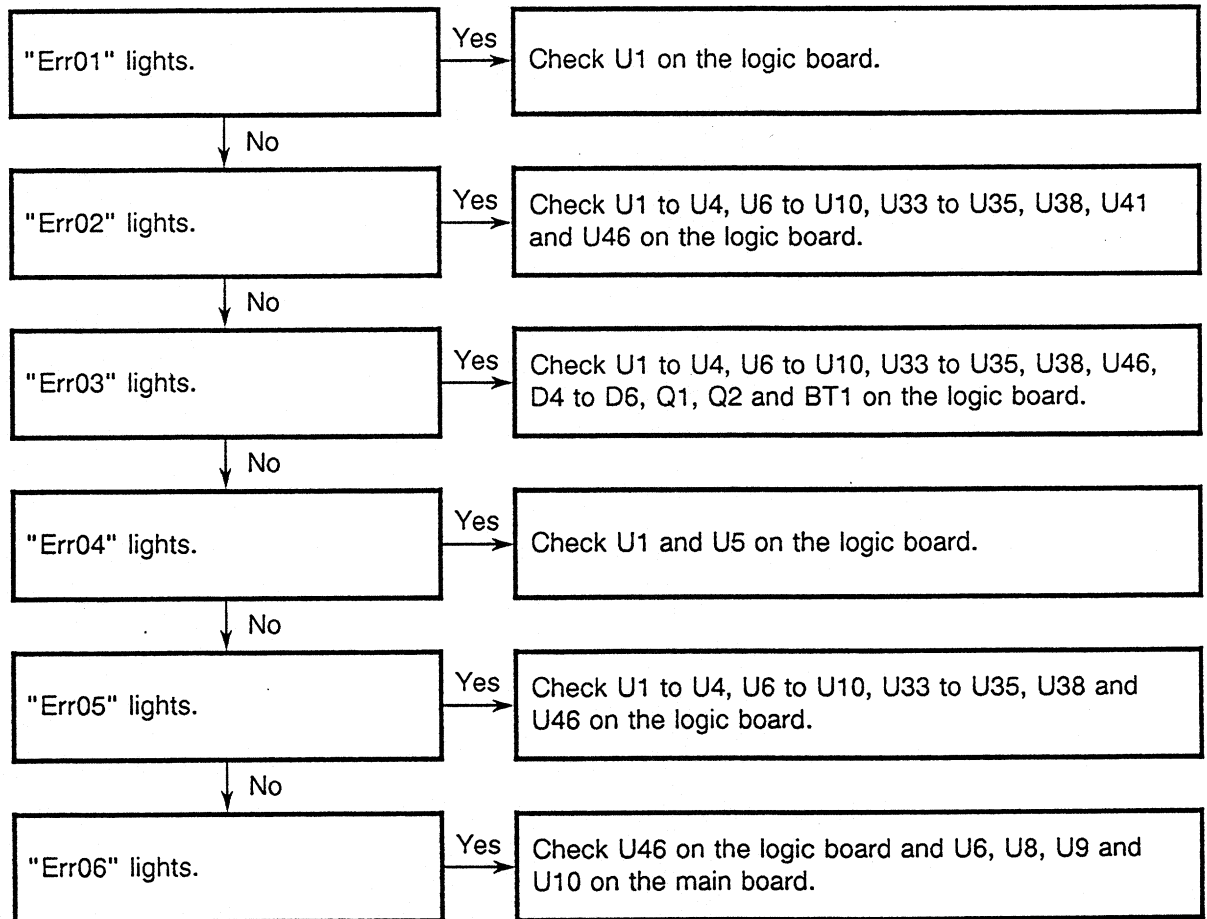 "Err01" lights.
Yes
Check U1 on the logic board.
No
"Err02" lights.
Yes
Check U1 to U4, U6 to U10, U33 to U35, U38, U41
and U46 on the logic board.
No
"Err03" lights.
Yes
Check U1 to U4, U6 to U10, U33 to U35, U38, U46,
D4 to D6, Q1, Q2 and BT1 on the logic board.
No
"Err04" lights.
Yes
Check U1 and U5 on the logic board.
No
"Err05" lights.
Yes
Check U1 to U4, U6 to U10, U33 to U35, U38 and
U46 on the logic board.
No
"Err06" lights.
Yes
Check U46 on the logic board and U6, U8, U9 and
U10 on the main board.